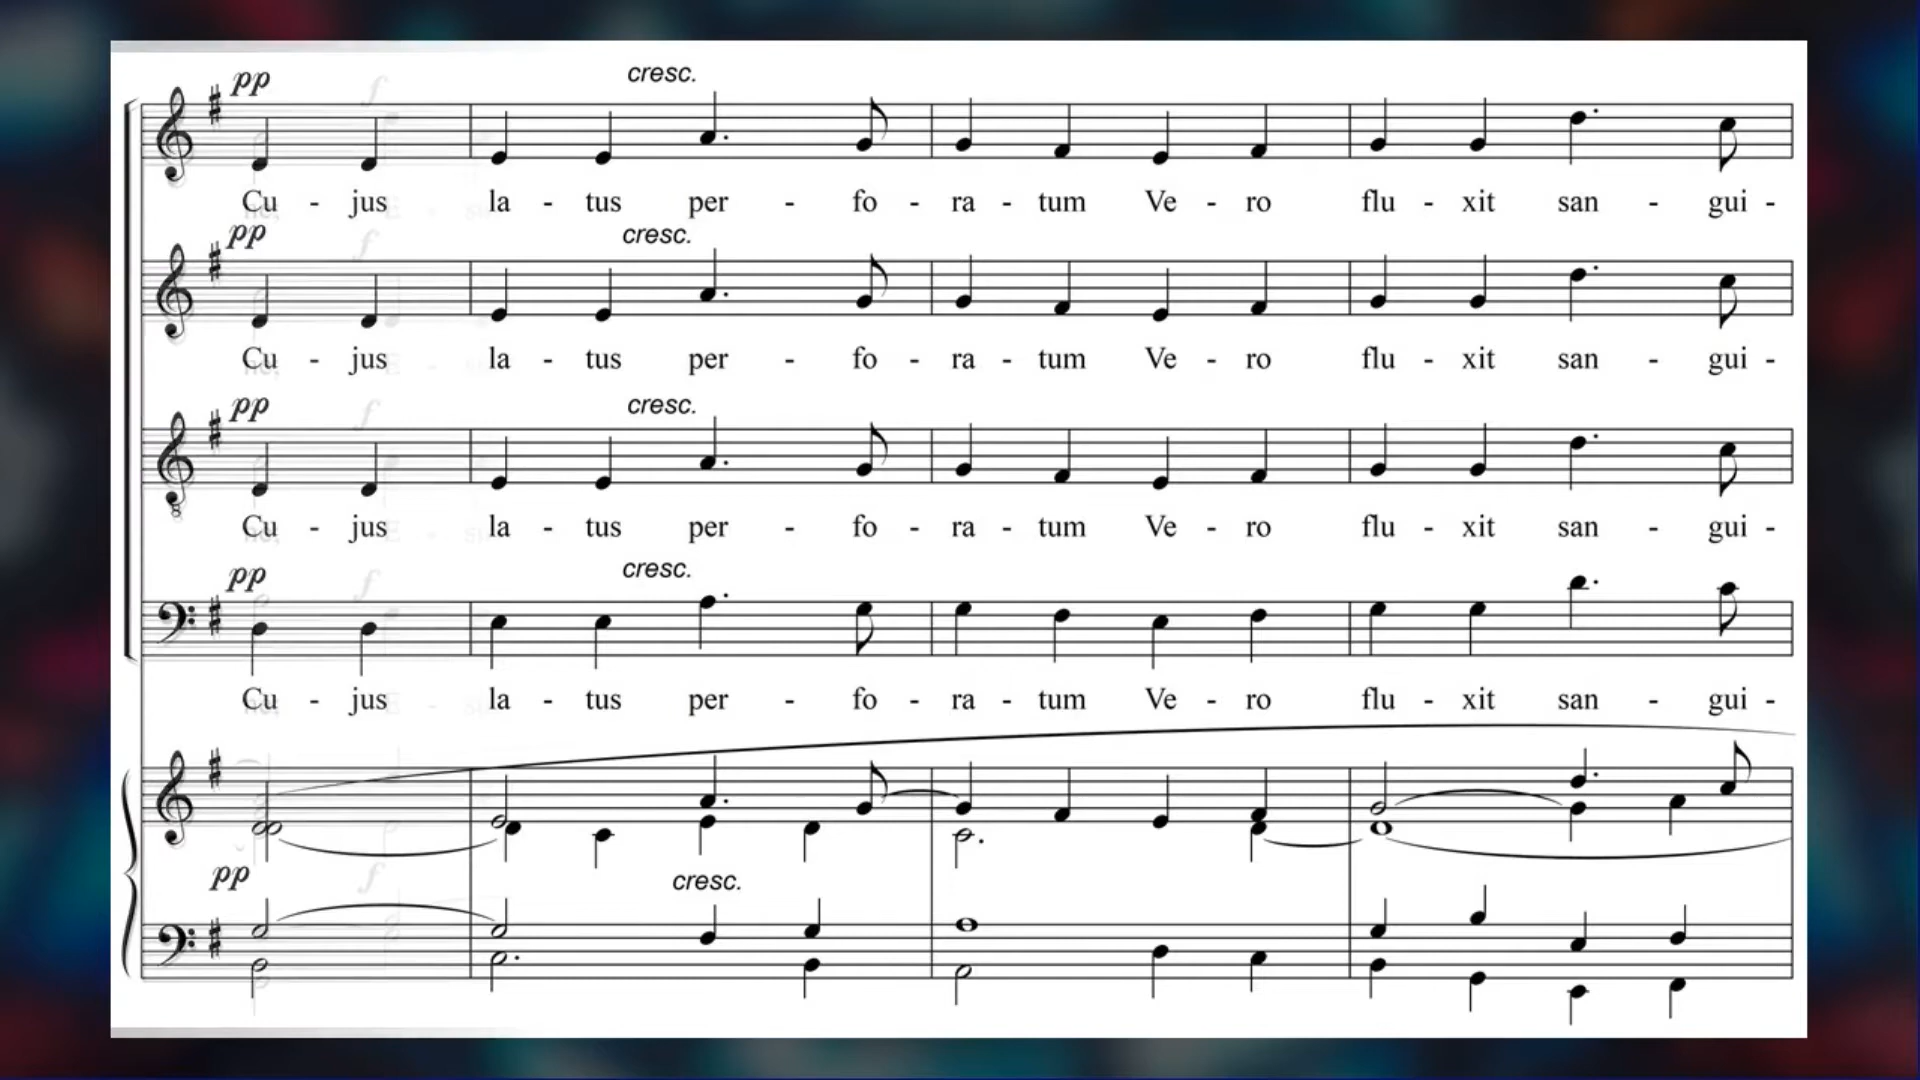 pp cresc.
Cu - jus la - tus per - fo - ra - tum Ve - ro flu - xit san - gui -
pp cresc.
Cu - jus la - tus per - fo - ra - tum Ve - ro flu - xit san - gui -
pp cresc.
8
Cu - jus la - tus per - fo - ra - tum Ve - ro flu - xit san - gui -
pp cresc.
Cu - jus la - tus per - fo - ra - tum Ve - ro flu - xit san - gui -
pp cresc.